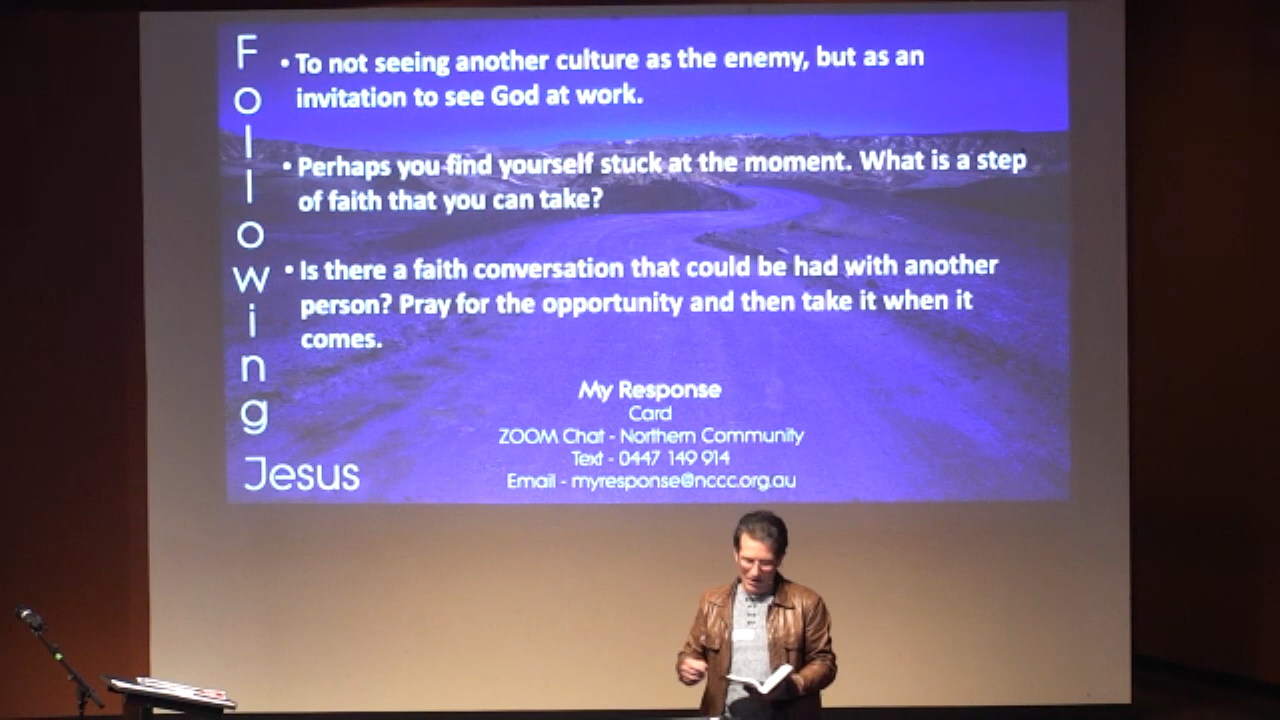 Following
Jesus
• To not seeing another culture as the enemy, but as an
invitation to see God at work.
• Perhaps you find yourself stuck at the moment. What is a step
of faith that you can take?
• Is there a faith conversation that could be had with another
person? Pray for the opportunity and then take it when it
comes.
My Response
Card
ZOOM Chat - Northern Community
Text - 0447 149 914
Email - myresponse@nccc.org.au